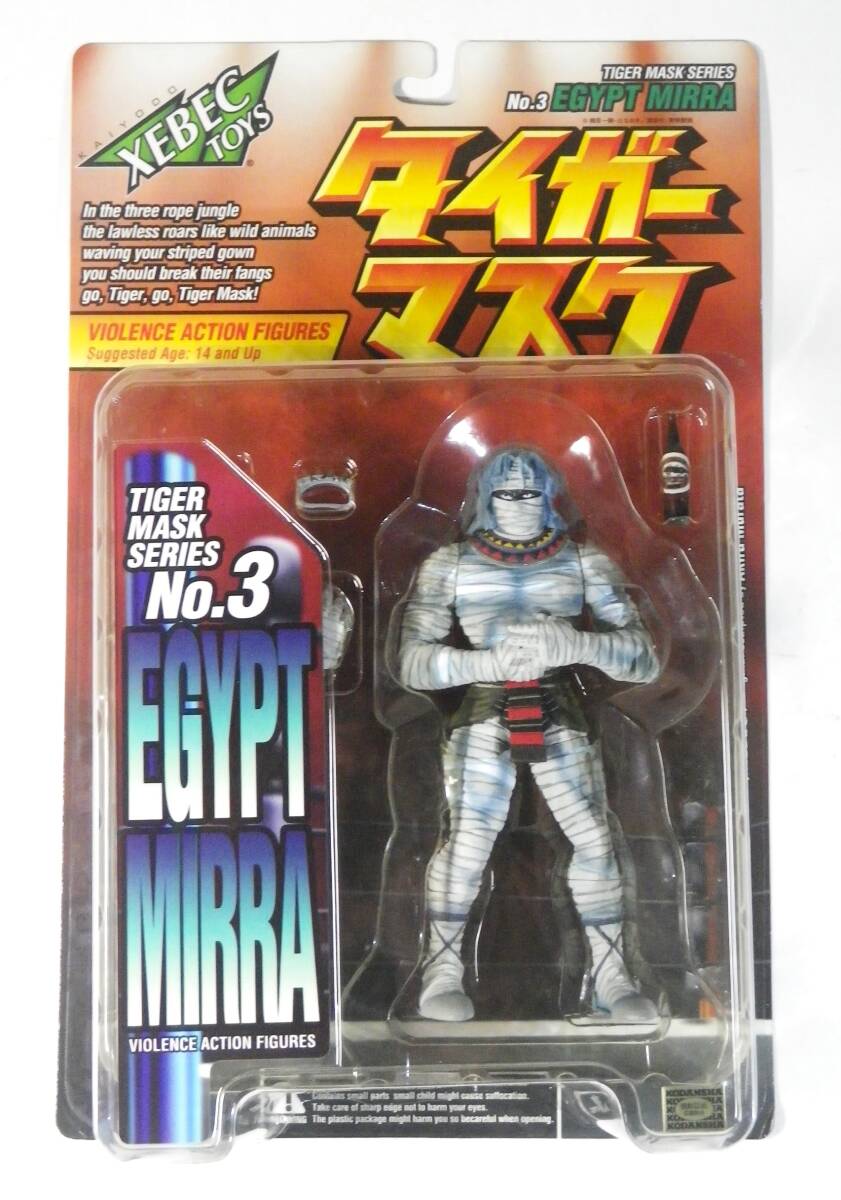 KAIYODO
XEBEC
TOYS
TIGER MASK SERIES
No.3 EGYPT MIRRA
タイガー
マスク
In the three rope jungle
the lawless roars like wild animals
waving your striped gown
you should break their fangs
go, Tiger, go, Tiger Mask!
VIOLENCE ACTION FIGURES
Suggested Age: 14 and Up
TIGER
MASK
SERIES
No.3
EGYPT
MIRRA
VIOLENCE ACTION FIGURES
by Akira Murata
Contains small parts small child might cause suffocation.
Take care of sharp edge not to harm your eyes.
The plastic package might harm you so becareful when opening.
KODANSHA
KODANSHA